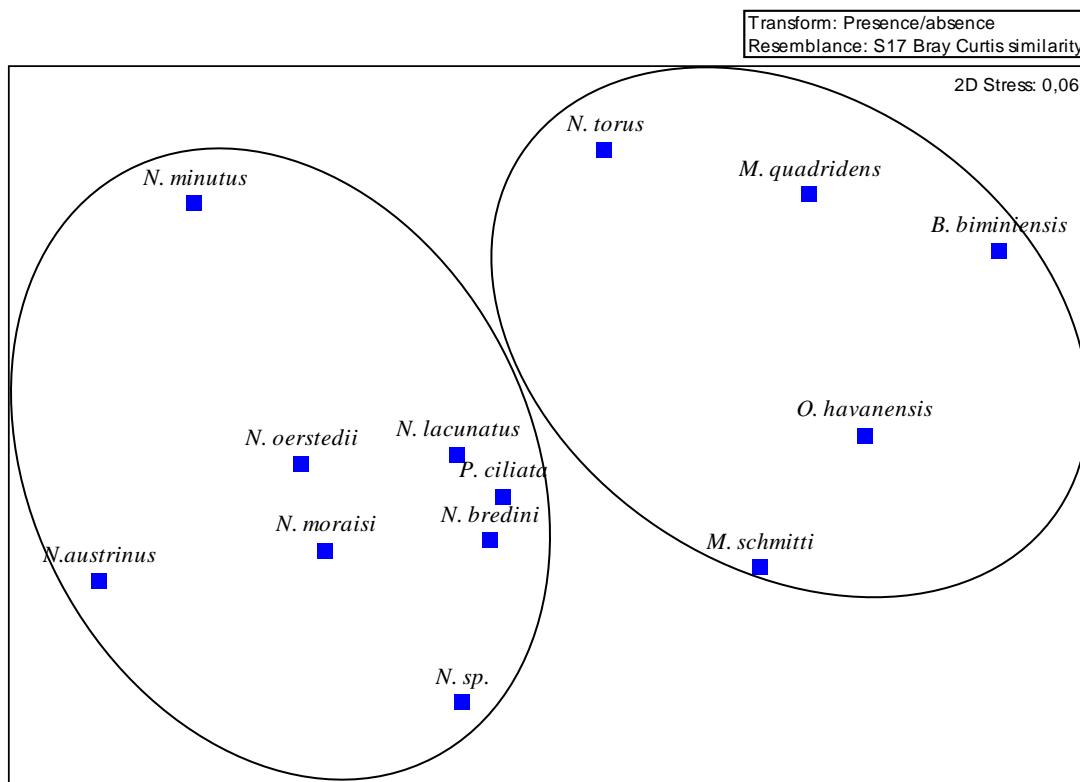 Transform: Presence/absence
Resemblance: S17 Bray Curtis similarity
2D Stress: 0,06
N. torus
M. quadridens
N. minutus
B. biminiensis
O. havanensis
N. oerstedii
N. lacunatus
P. ciliata
N. moraisi
N. bredini
M. schmitti
N.austrinus
N. sp.